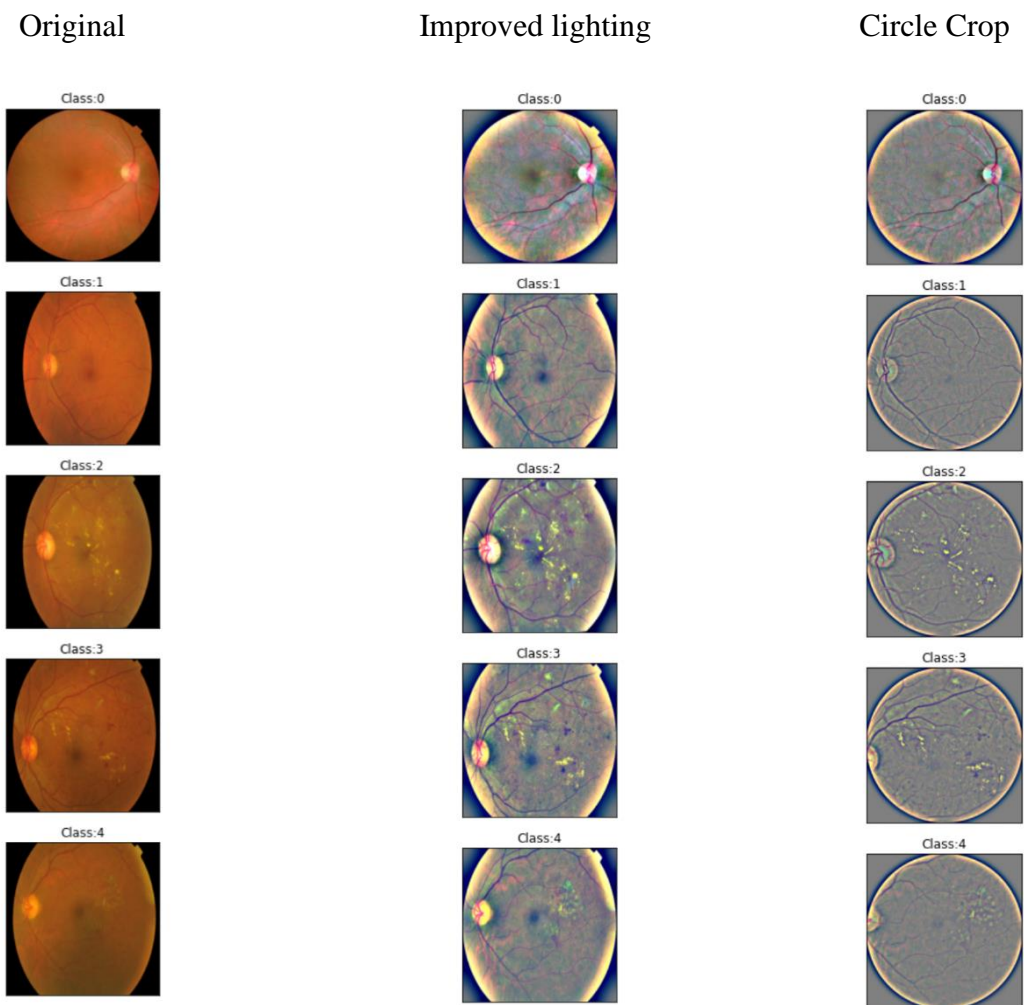 Original Improved lighting Circle Crop
Class:0 Class:0 Class:0
Class:1 Class:1 Class:1
Class:2 Class:2 Class:2
Class:3 Class:3 Class:3
Class:4 Class:4 Class:4